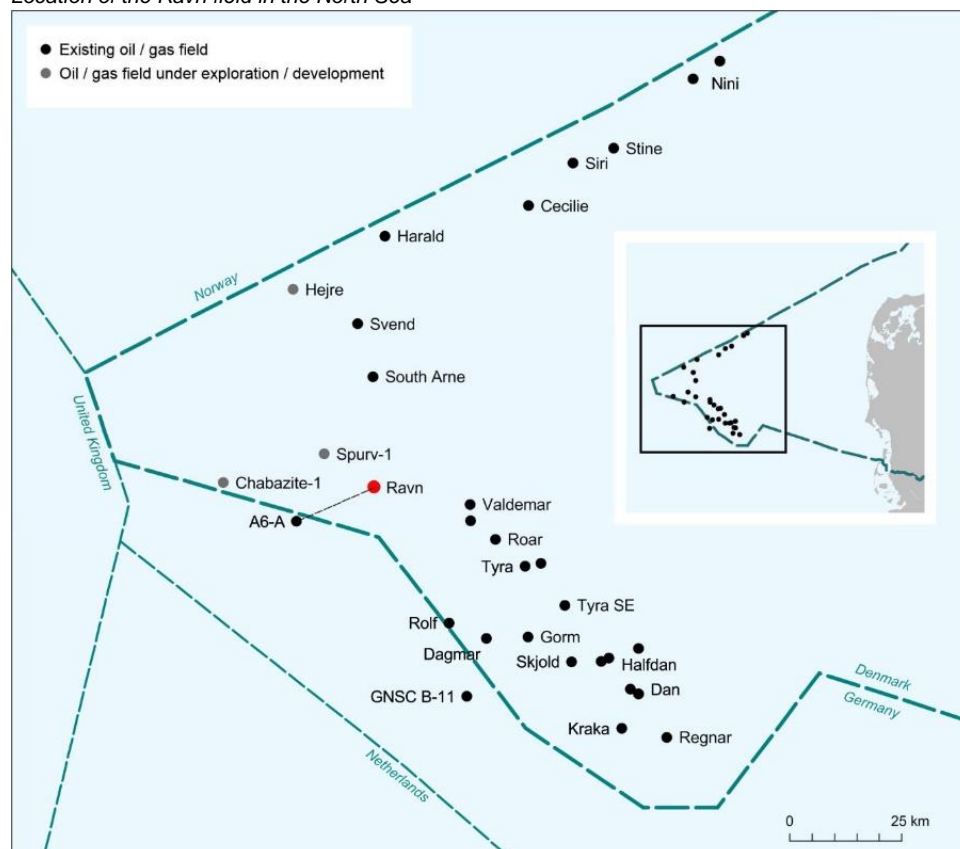 Location of the Ravn field in the North Sea
Existing oil / gas field
Oil / gas field under exploration / development
Nini
Stine
Siri
Cecilie
Harald
Norway
Hejre
Svend
South Arne
United Kingdom
Spurv-1
Chabazite-1
Ravn
A6-A
Valdemar
Roar
Tyra
Tyra SE
Rolf
Gorm
Dagmar
Skjold
Halfdan
Dan
GNSC B-11
Kraka
Regnar
Denmark
Germany
Netherlands
0 25 km